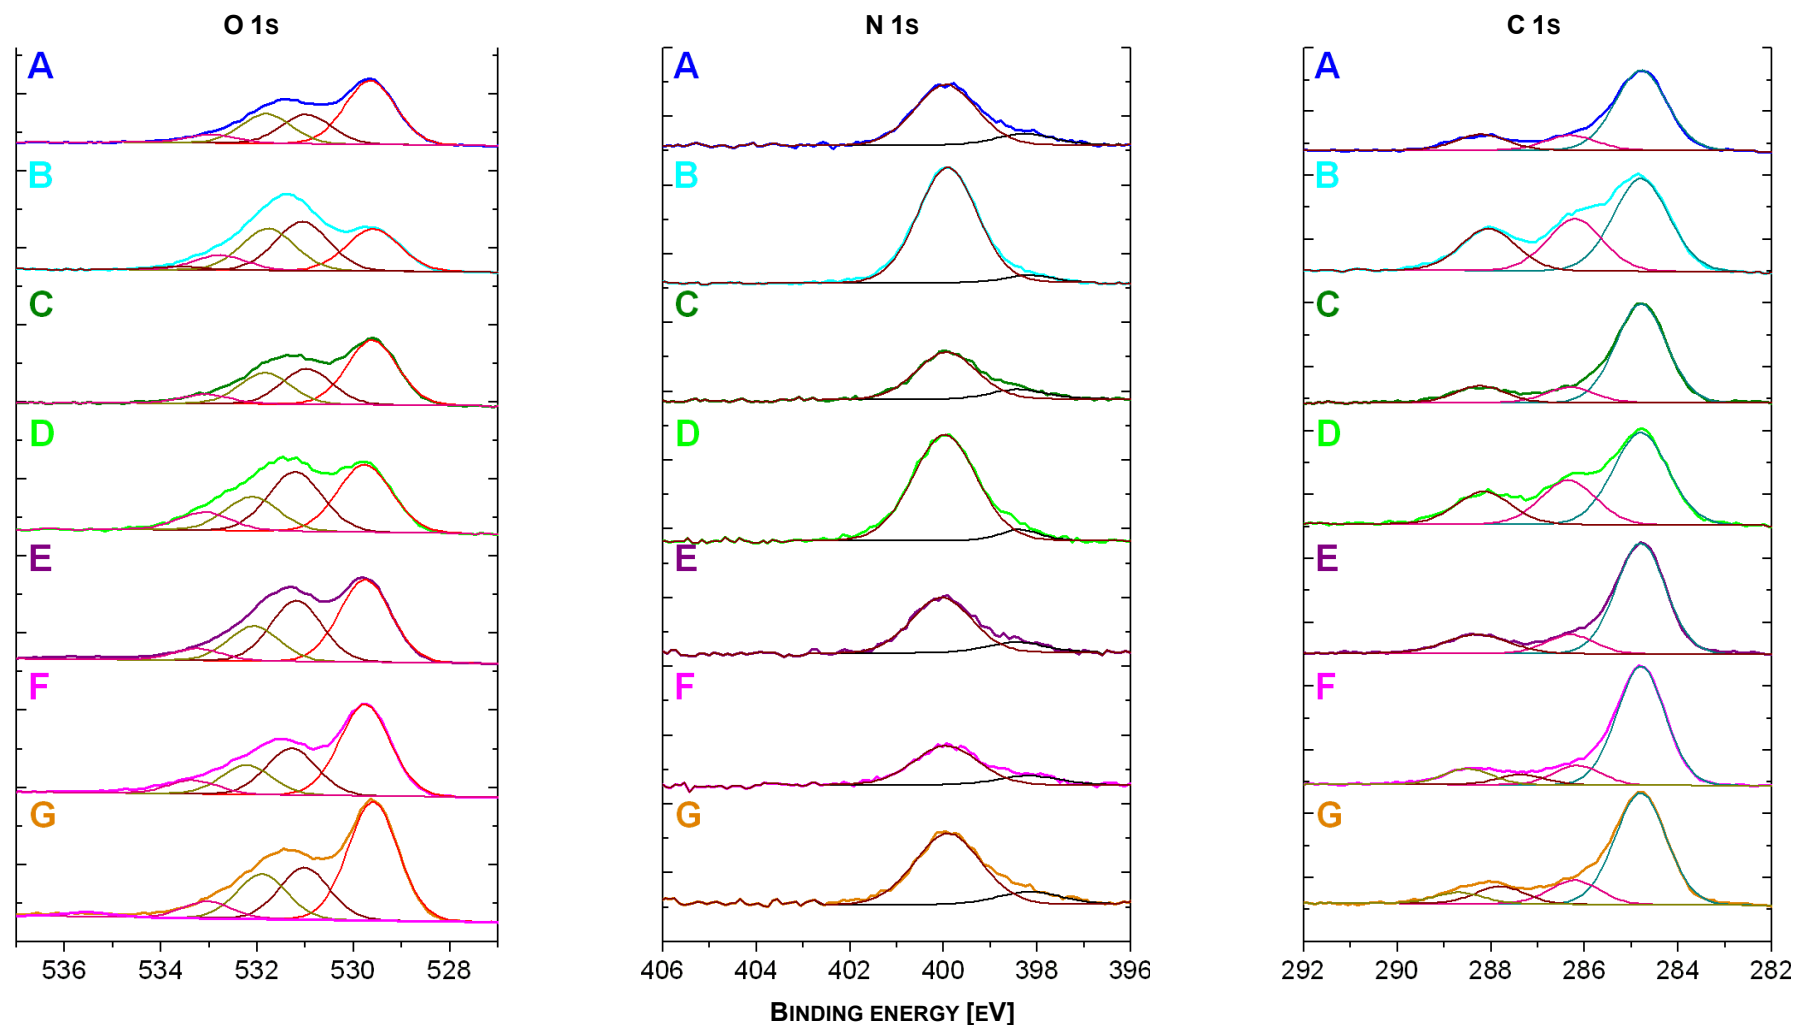 O 1s N 1s C 1s
A A A
B B B
C C C
D D D
E E E
F F F
G G G
536 534 532 530 528 406 404 402 400 398 396 292 290 288 286 284 282
BINDING ENERGY [EV]